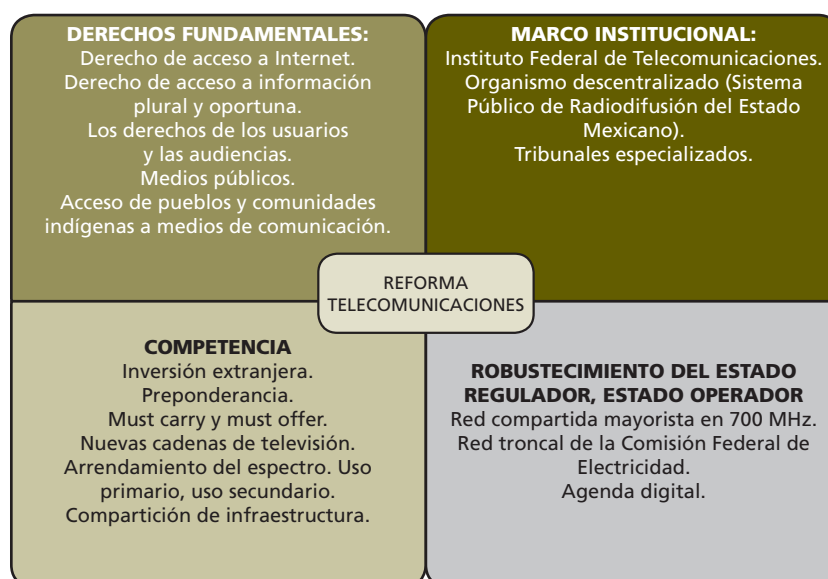 DERECHOS FUNDAMENTALES:
Derecho de acceso a Internet.
Derecho de acceso a información
plural y oportuna.
Los derechos de los usuarios
y las audiencias.
Medios públicos.
Acceso de pueblos y comunidades
indígenas a medios de comunicación.
MARCO INSTITUCIONAL:
Instituto Federal de Telecomunicaciones.
Organismo descentralizado (Sistema
Público de Radiodifusión del Estado
Mexicano).
Tribunales especializados.
REFORMA
TELECOMUNICACIONES
COMPETENCIA
Inversión extranjera.
Preponderancia.
Must carry y must offer.
Nuevas cadenas de televisión.
Arrendamiento del espectro. Uso
primario, uso secundario.
Compartición de infraestructura.
ROBUSTECIMIENTO DEL ESTADO
REGULADOR, ESTADO OPERADOR
Red compartida mayorista en 700 MHz.
Red troncal de la Comisión Federal de
Electricidad.
Agenda digital.